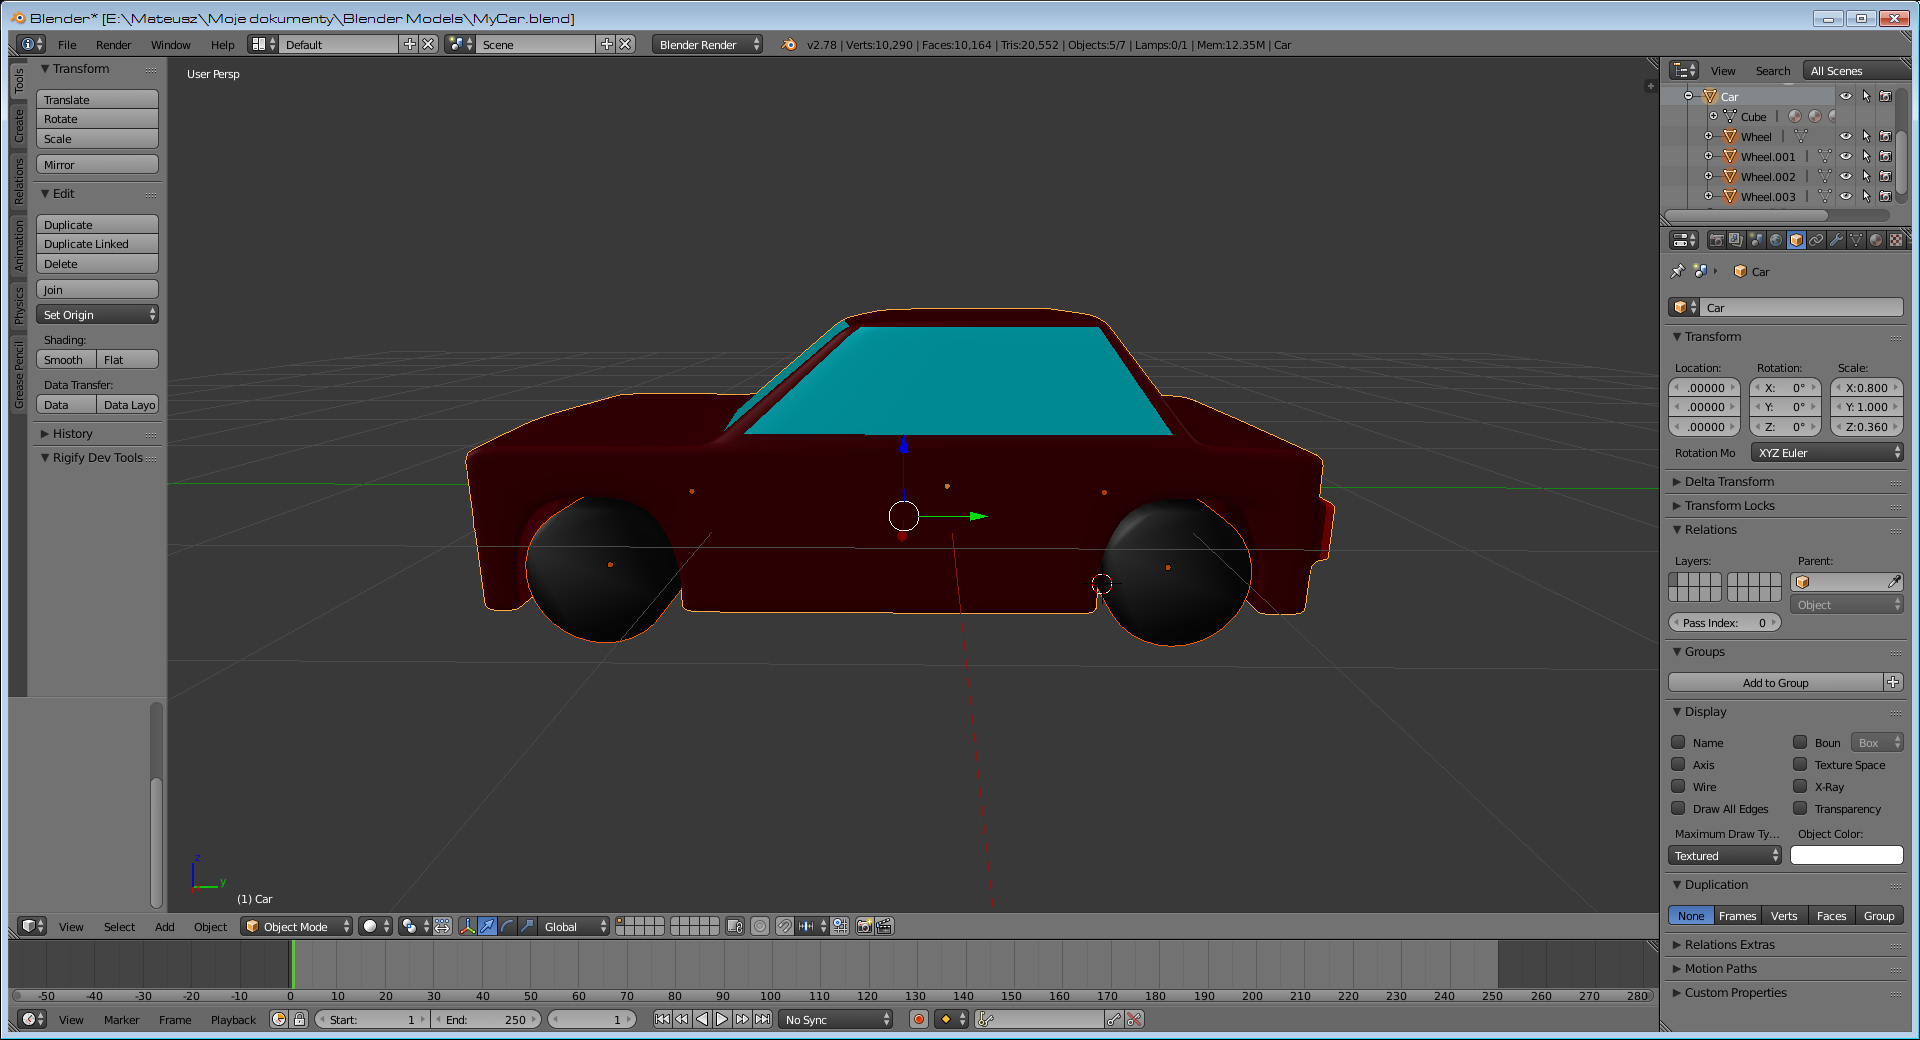 Blender* [E:\Mateusz\Moje dokumenty\Blender Models\MyCar.blend]
File Render Window Help Default Scene Blender Render v2.78 | Verts:10,290 | Faces:10,164 | Tris:20,552 | Objects:5/7 | Lamps:0/1 | Mem:12.35M | Car
Tools
Create
Relations
Animation
Physics
Grease Pencil
Transform
Translate
Rotate
Scale
Mirror
Edit
Duplicate
Duplicate Linked
Delete
Join
Set Origin
Shading:
Smooth Flat
Data Transfer:
Data Data Layo
History
Rigify Dev Tools
User Persp
z
y
(1) Car
View Search All Scenes
Car
Cube
Wheel
Wheel.001
Wheel.002
Wheel.003
Car
Car
Transform
Location: Rotation: Scale:
.00000 X: 0° X:0.800
.00000 Y: 0° Y: 1.000
.00000 Z: 0° Z:0.360
Rotation Mo XYZ Euler
Delta Transform
Transform Locks
Relations
Layers: Parent:
Object
Pass Index: 0
Groups
Add to Group
Display
Name Boun Box
Axis Texture Space
Wire X-Ray
Draw All Edges Transparency
Maximum Draw Ty... Object Color:
Textured
Duplication
None Frames Verts Faces Group
Relations Extras
Motion Paths
Custom Properties
View Select Add Object Object Mode Global
-50 -40 -30 -20 -10 0 10 20 30 40 50 60 70 80 90 100 110 120 130 140 150 160 170 180 190 200 210 220 230 240 250 260 270 280
View Marker Frame Playback Start: 1 End: 250 1 No Sync